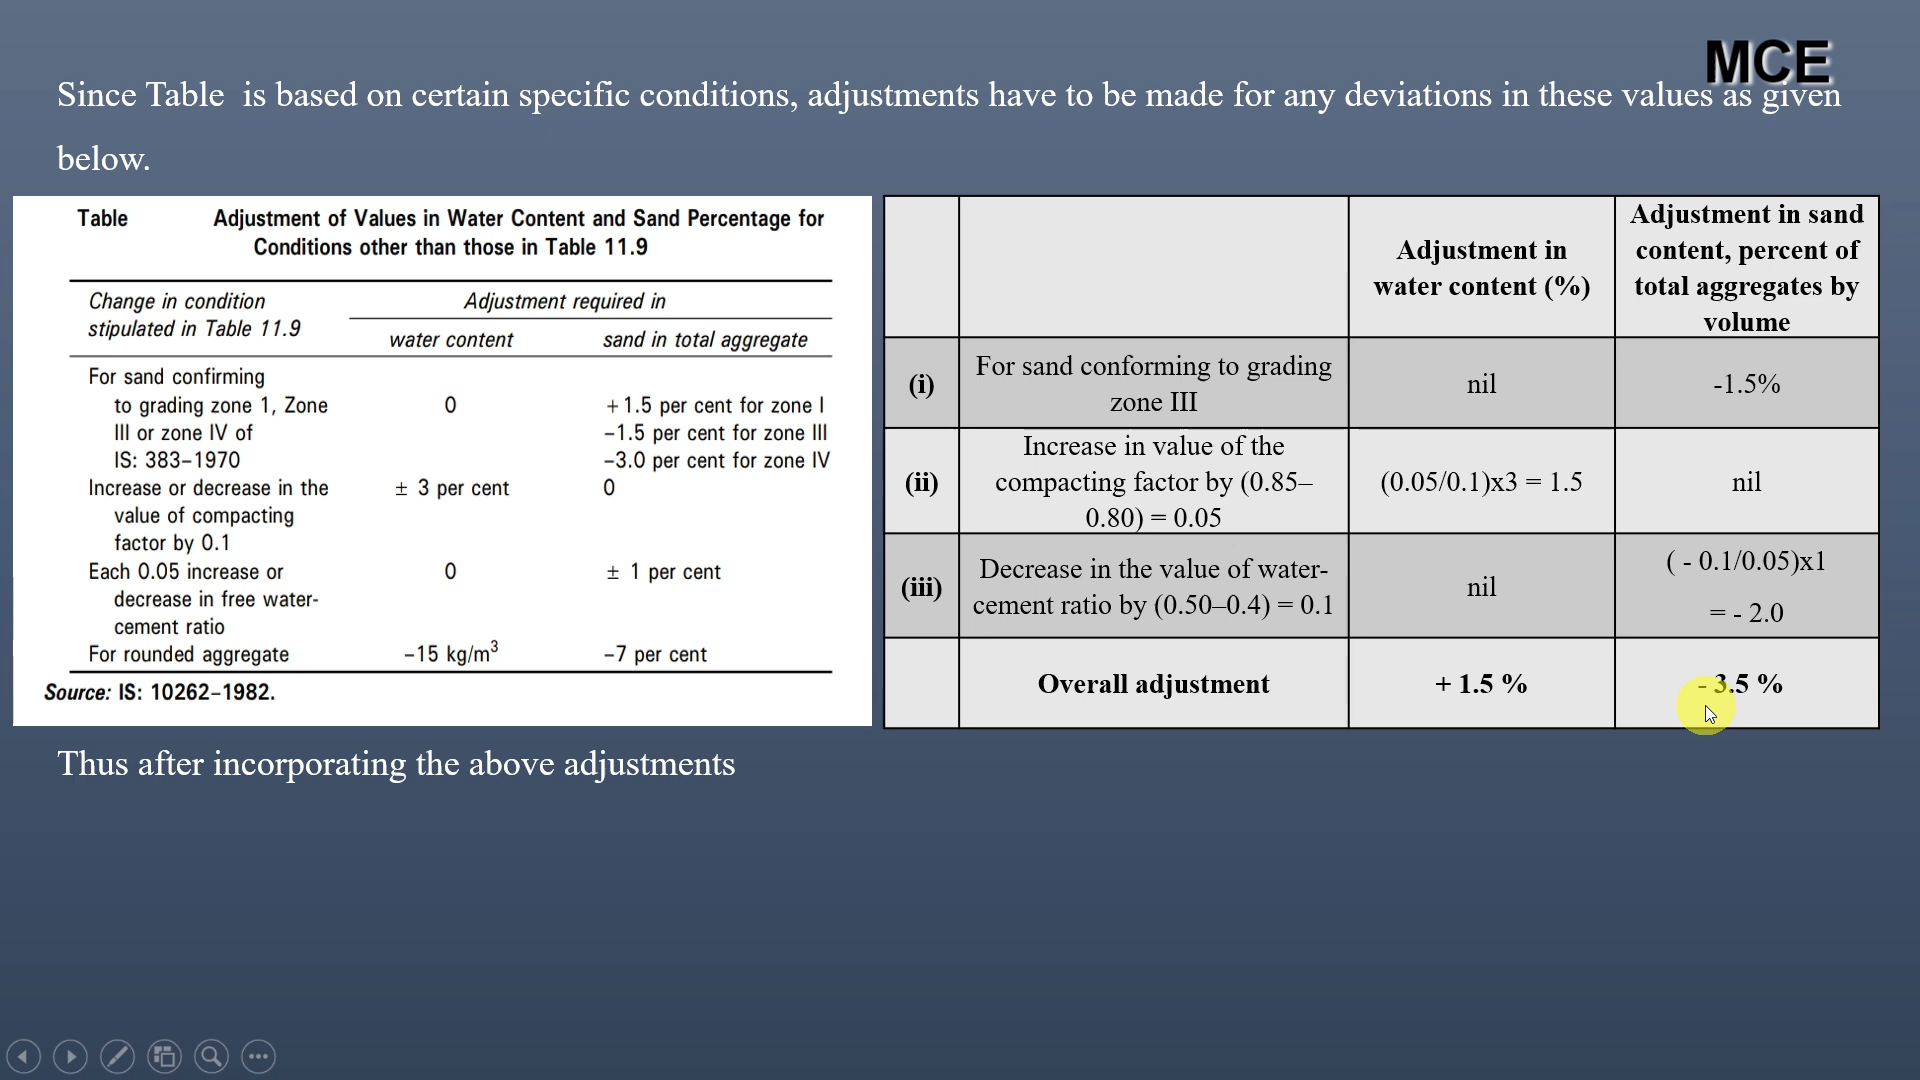 MCE
Since Table is based on certain specific conditions, adjustments have to be made for any deviations in these values as given
below.
Table Adjustment of Values in Water Content and Sand Percentage for
Conditions other than those in Table 11.9
Change in condition Adjustment required in
stipulated in Table 11.9 water content sand in total aggregate
For sand confirming
to grading zone 1, Zone 0 +1.5 per cent for zone I
III or zone IV of −1.5 per cent for zone III
IS: 383–1970 −3.0 per cent for zone IV
Increase or decrease in the ± 3 per cent 0
value of compacting
factor by 0.1
Each 0.05 increase or 0 ± 1 per cent
decrease in free water-
cement ratio
For rounded aggregate −15 kg/m³ −7 per cent
Source: IS: 10262–1982.
Adjustment in
water content (%)
Adjustment in sand
content, percent of
total aggregates by
volume
(i) For sand conforming to grading
zone III
nil -1.5%
(ii) Increase in value of the
compacting factor by (0.85–
0.80) = 0.05
(0.05/0.1)x3 = 1.5 nil
(iii) Decrease in the value of water-
cement ratio by (0.50–0.4) = 0.1
nil
( - 0.1/0.05)x1
= - 2.0
Overall adjustment + 1.5 % - 3.5 %
Thus after incorporating the above adjustments